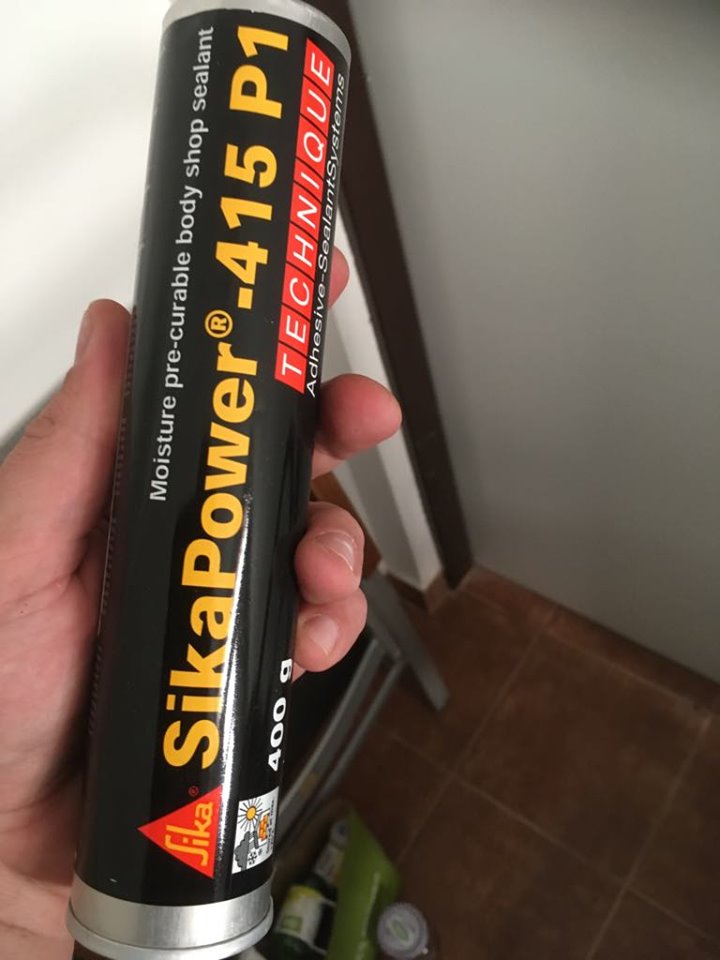 Moisture pre-curable body shop sealant
SikaPower®-415 P1
TECHNIQUE
Adhesive-SealantSystems
400 g
Sika®